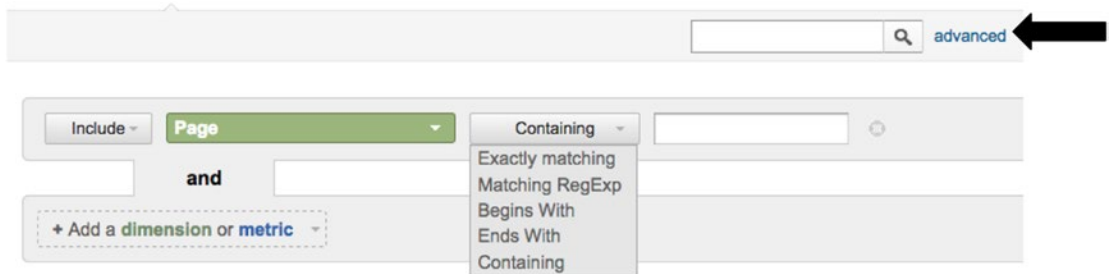 advanced
Include Page Containing
Exactly matching
Matching RegExp
and
Begins With
+ Add a dimension or metric
Ends With
Containing